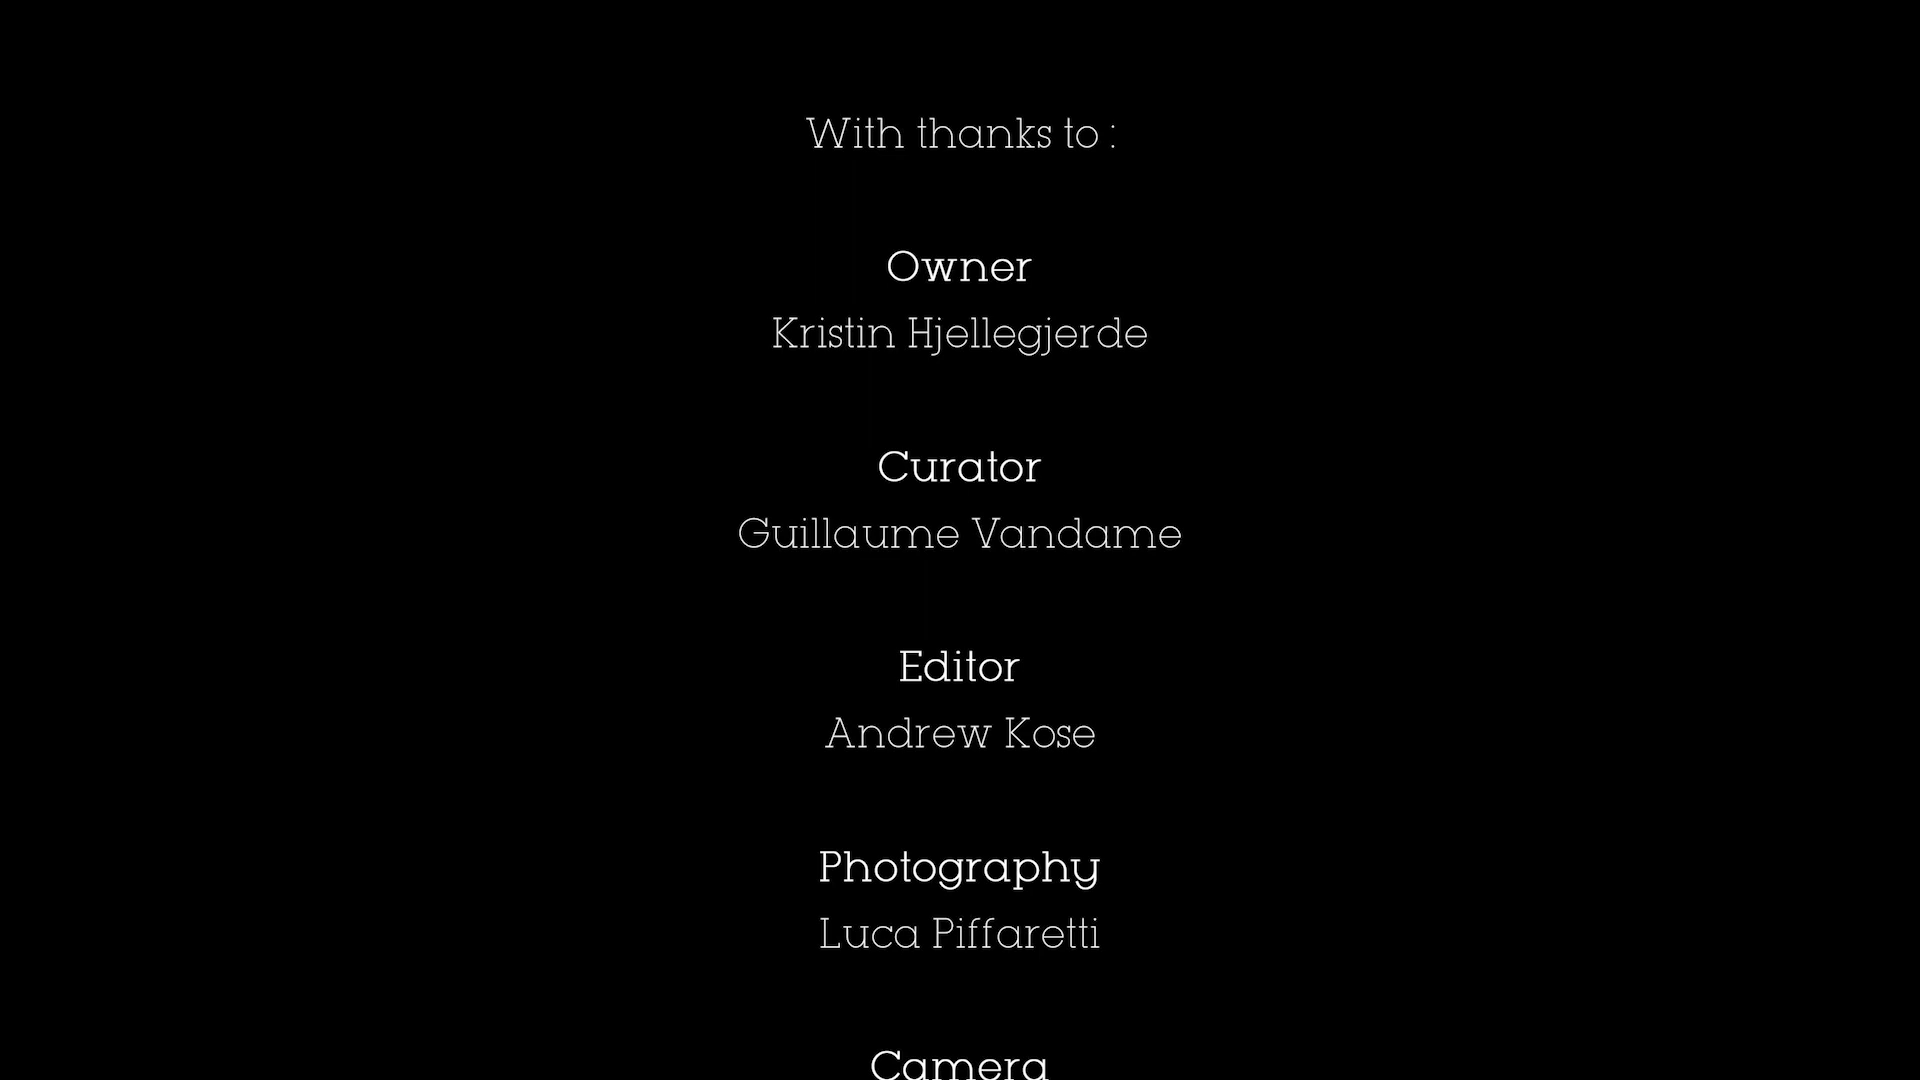 With thanks to :
Owner
Kristin Hjellegjerde
Curator
Guillaume Vandame
Editor
Andrew Kose
Photography
Luca Piffaretti
Camera